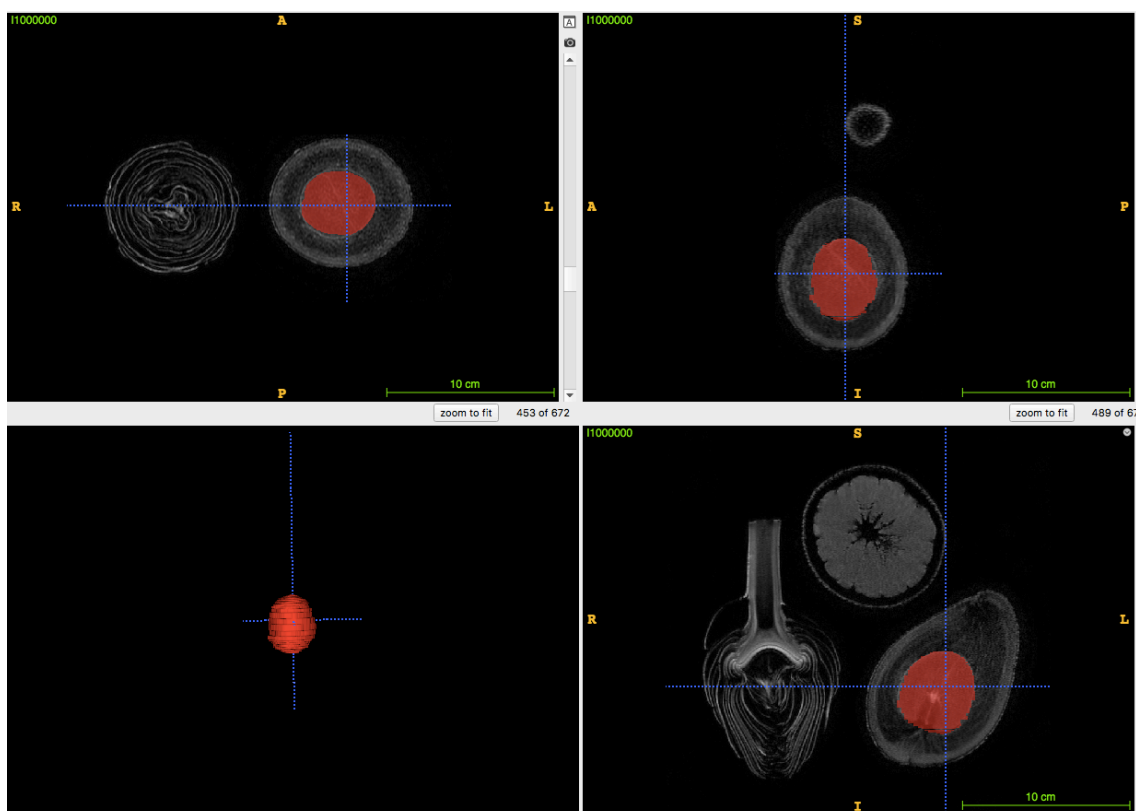 I1000000
A
R
L
10 cm
P
zoom to fit
453 of 672
A
I1000000
S
A
P
10 cm
I
zoom to fit
489 of 67
I1000000
S
R
L
10 cm
I